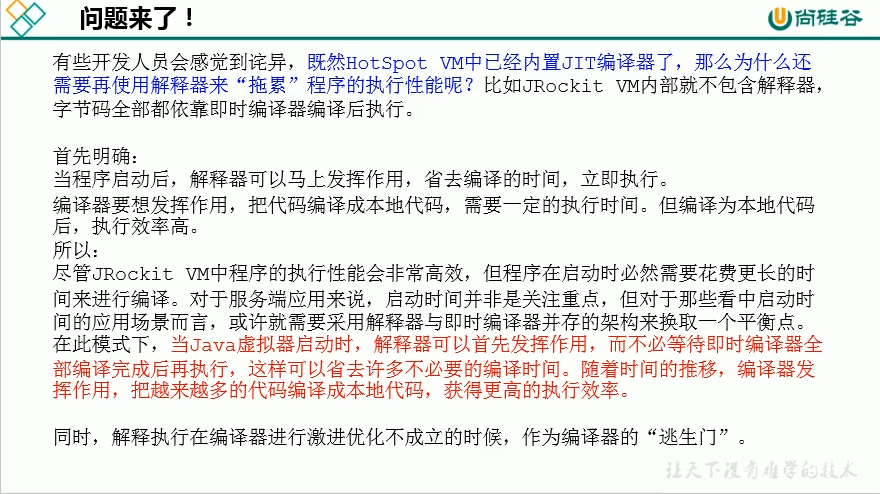 问题来了！
尚硅谷
有些开发人员会感觉到诧异，既然HotSpot VM中已经内置JIT编译器了，那么为什么还
需要再使用解释器来“拖累”程序的执行性能呢？比如JRockit VM内部就不包含解释器，
字节码全部都依靠即时编译器编译后执行。
首先明确：
当程序启动后，解释器可以马上发挥作用，省去编译的时间，立即执行。
编译器要想发挥作用，把代码编译成本地代码，需要一定的执行时间。但编译为本地代码
后，执行效率高。
所以：
尽管JRockit VM中程序的执行性能会非常高效，但程序在启动时必然需要花费更长的时
间来进行编译。对于服务端应用来说，启动时间并非是关注重点，但对于那些看中启动时
间的应用场景而言，或许就需要采用解释器与即时编译器并存的架构来换取一个平衡点。
在此模式下，当Java虚拟器启动时，解释器可以首先发挥作用，而不必等待即时编译器全
部编译完成后再执行，这样可以省去许多不必要的编译时间。随着时间的推移，编译器发
挥作用，把越来越多的代码编译成本地代码，获得更高的执行效率。
同时，解释执行在编译器进行激进优化不成立的时候，作为编译器的“逃生门”。
让天下没有难学的技术